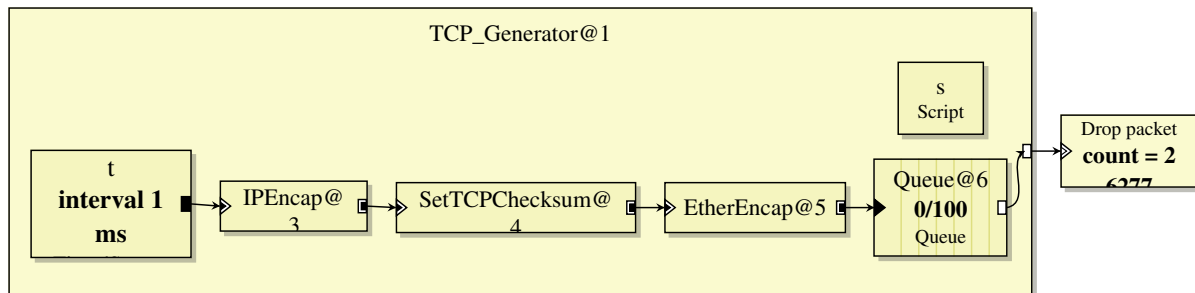 TCP_Generator@1
s
Script
t
interval 1
ms
IPEncap@
3
SetTCPChecksum@
4
EtherEncap@5
Queue@6
0/100
Queue
Drop packet
count = 2
6277